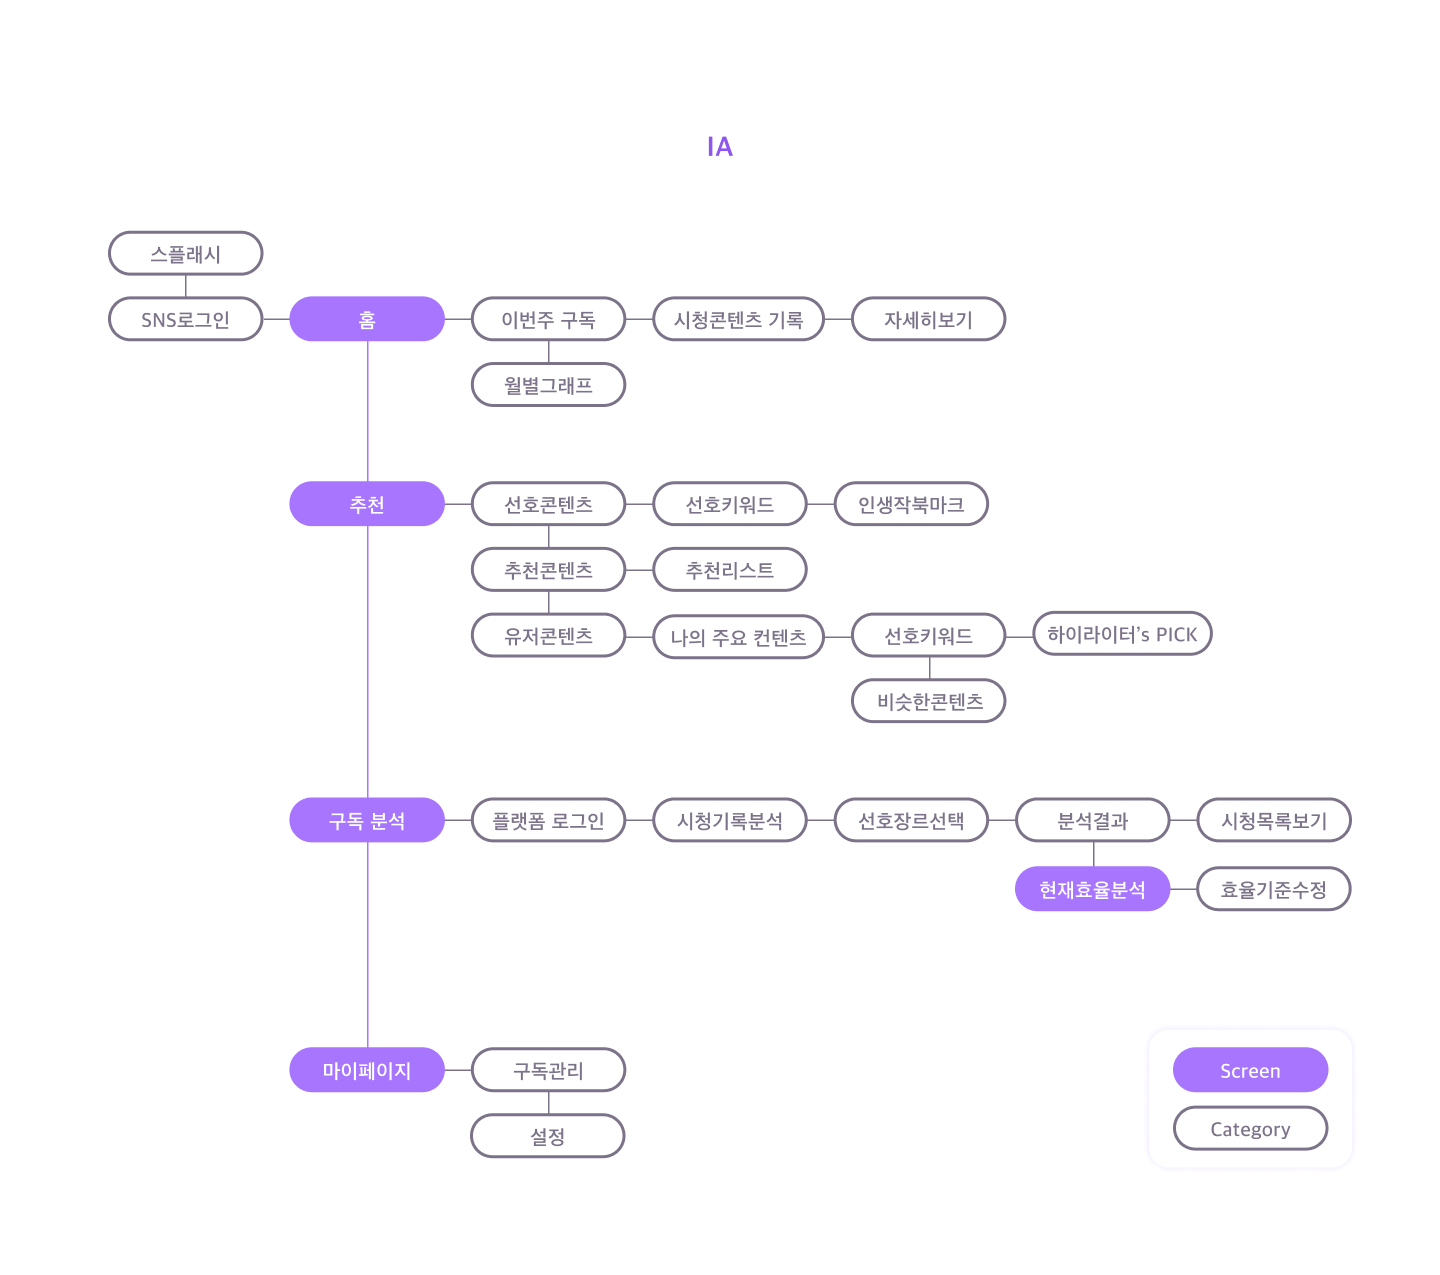 IA
스플래시
SNS로그인
홈
이번주 구독
시청콘텐츠 기록
자세히보기
월별그래프
추천
선호콘텐츠
선호키워드
인생작북마크
추천콘텐츠
추천리스트
유저콘텐츠
나의 주요 컨텐츠
선호키워드
하이라이터’s PICK
비슷한콘텐츠
구독 분석
플랫폼 로그인
시청기록분석
선호장르선택
분석결과
시청목록보기
현재효율분석
효율기준수정
마이페이지
구독관리
설정
Screen
Category